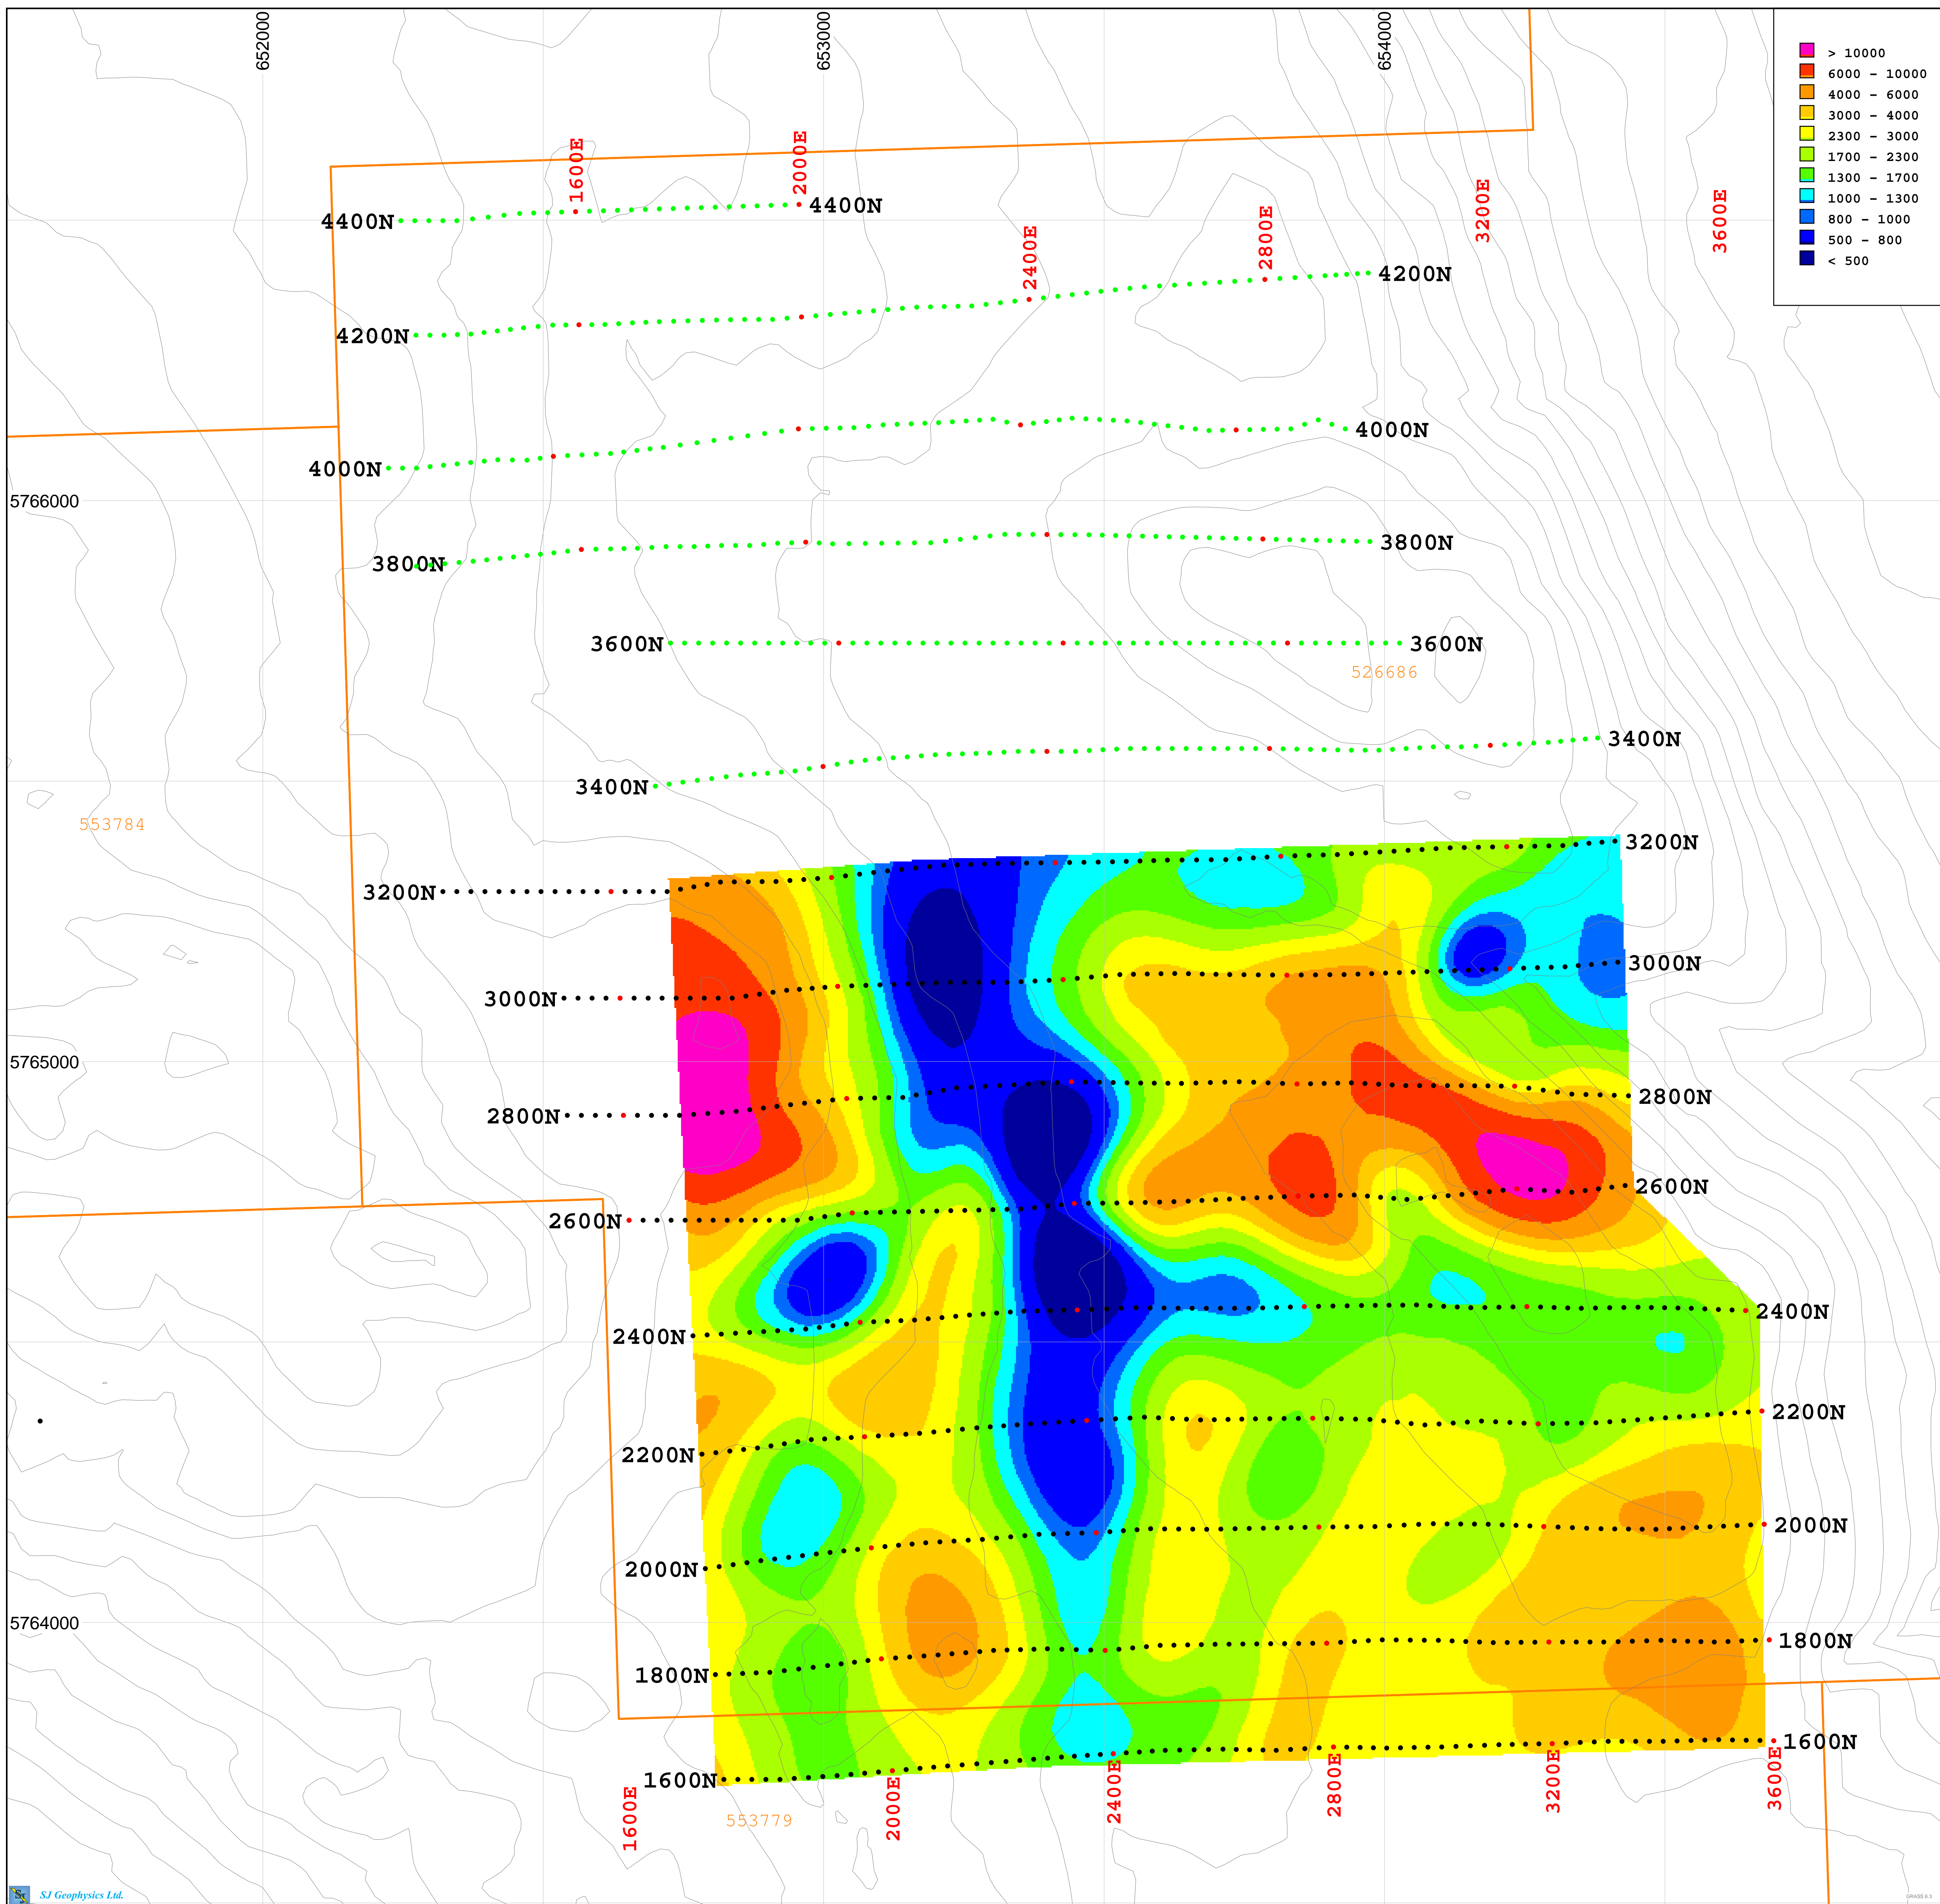 652000
653000
654000
> 10000
6000 - 10000
4000 - 6000
3000 - 4000
2300 - 3000
1700 - 2300
1300 - 1700
1000 - 1300
800 - 1000
500 - 800
< 500
1600E
2000E
2400E
2800E
3200E
3600E
4400N
4400N
4200N
4200N
4000N
4000N
5766000
3800N
3800N
3600N
3600N
526686
3400N
3400N
553784
3200N
3200N
3000N
3000N
5765000
2800N
2800N
2600N
2600N
2400N
2400N
2200N
2200N
2000N
2000N
5764000
1800N
1800N
1600N
1600N
1600E
2000E
2400E
2800E
3200E
3600E
553779
SJ Geophysics Ltd.
GRASS 6.3